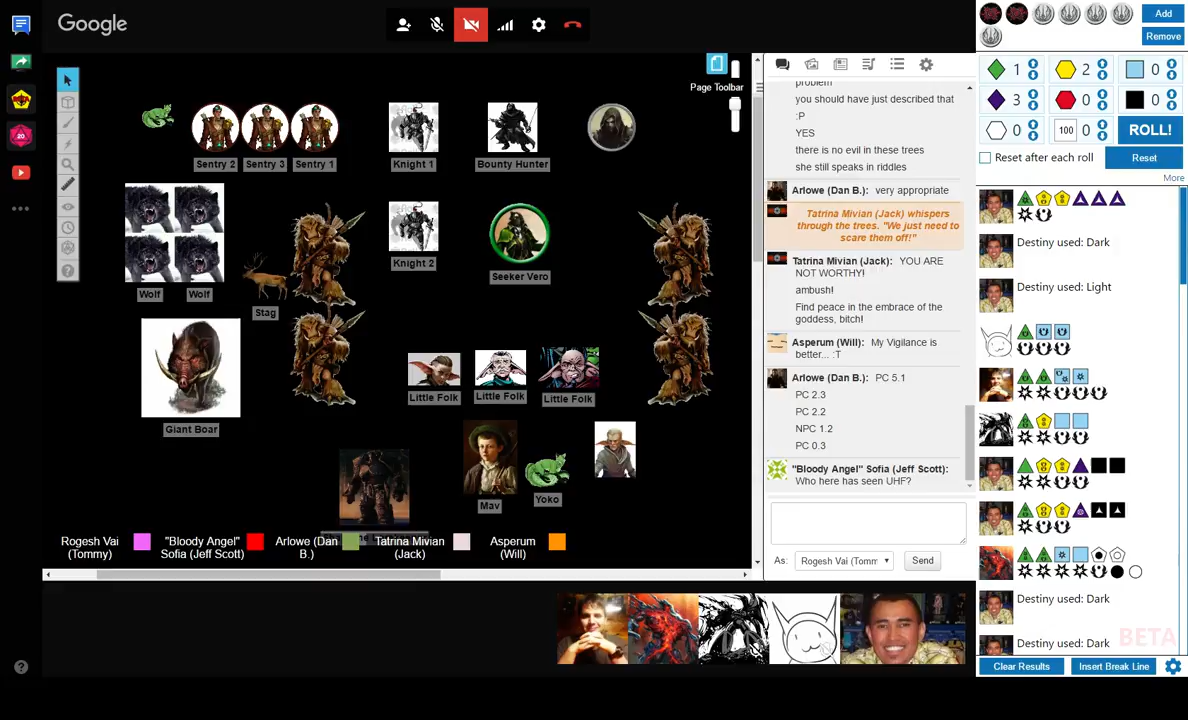 Google
Page Toolbar
Sentry 2
Sentry 3
Sentry 1
Knight 1
Bounty Hunter
Wolf
Wolf
Stag
Knight 2
Seeker Vero
Giant Boar
Little Folk
Little Folk
Little Folk
Mav
Yoko
Rogesh Vai
(Tommy)
"Bloody Angel"
Sofia (Jeff Scott)
Arlowe (Dan
B.)
Tatrina Mivian
(Jack)
Asperum
(Will)
problem
you should have just described that
:P
YES
there is no evil in these trees
she still speaks in riddles
Arlowe (Dan B.): very appropriate
Tatrina Mivian (Jack) whispers
through the trees. "We just need to
scare them off!"
Tatrina Mivian (Jack): YOU ARE
NOT WORTHY!
ambush!
Find peace in the embrace of the
goddess, bitch!
Asperum (Will): My Vigilance is
better... :T
Arlowe (Dan B.): PC 5.1
PC 2.3
PC 2.2
NPC 1.2
PC 0.3
"Bloody Angel" Sofia (Jeff Scott):
Who here has seen UHF?
As:
Rogesh Vai (Tomm
Send
Add
Remove
1
2
0
3
0
0
0
100
0
ROLL!
Reset after each roll
Reset
More
Destiny used: Dark
Destiny used: Light
Destiny used: Dark
Destiny used: Dark
BETA
Clear Results
Insert Break Line